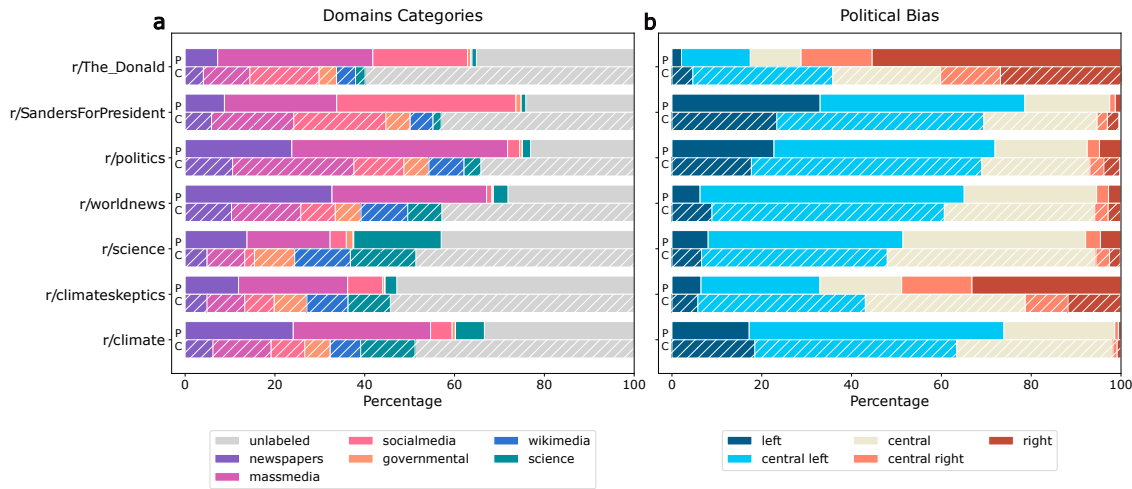 a
Domains Categories
b
Political Bias
r/The_Donald
P
C
P
C
r/SandersForPresident
P
C
P
C
r/politics
P
C
P
C
r/worldnews
P
C
P
C
r/science
P
C
P
C
r/climateskeptics
P
C
P
C
r/climate
P
C
P
C
0 20 40 60 80 100
0 20 40 60 80 100
Percentage
Percentage
unlabeled socialmedia wikimedia
newspapers governmental science
massmedia
left central right
central left central right